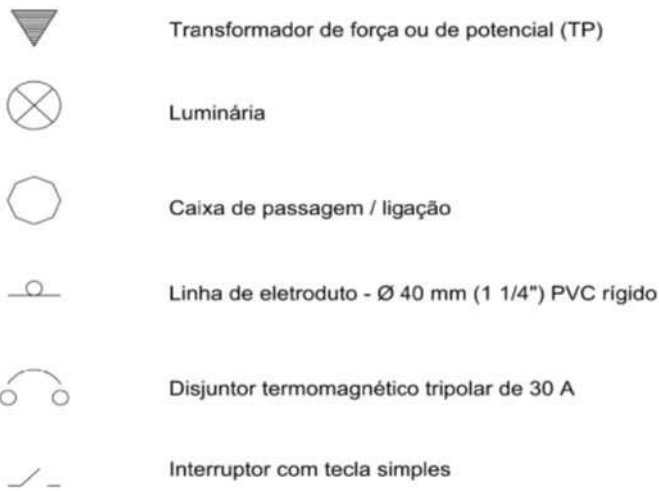 Transformador de força ou de potencial (TP)
Luminária
Caixa de passagem / ligação
Linha de eletroduto - Ø 40 mm (1 1/4") PVC rígido
Disjuntor termomagnético tripolar de 30 A
Interruptor com tecla simples